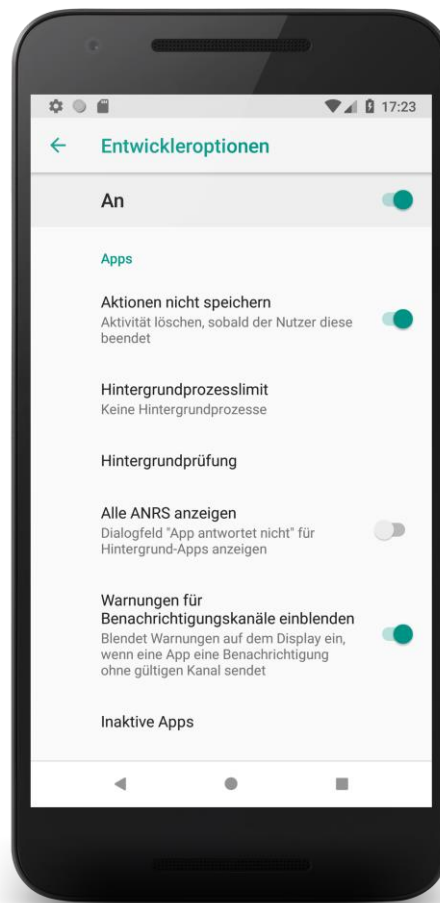 17:23
Entwickleroptionen
An
Apps
Aktionen nicht speichern
Aktivität löschen, sobald der Nutzer diese
beendet
Hintergrundprozesslimit
Keine Hintergrundprozesse
Hintergrundprüfung
Alle ANRS anzeigen
Dialogfeld "App antwortet nicht" für
Hintergrund-Apps anzeigen
Warnungen für
Benachrichtigungskanäle einblenden
Blendet Warnungen auf dem Display ein,
wenn eine App eine Benachrichtigung
ohne gültigen Kanal sendet
Inaktive Apps